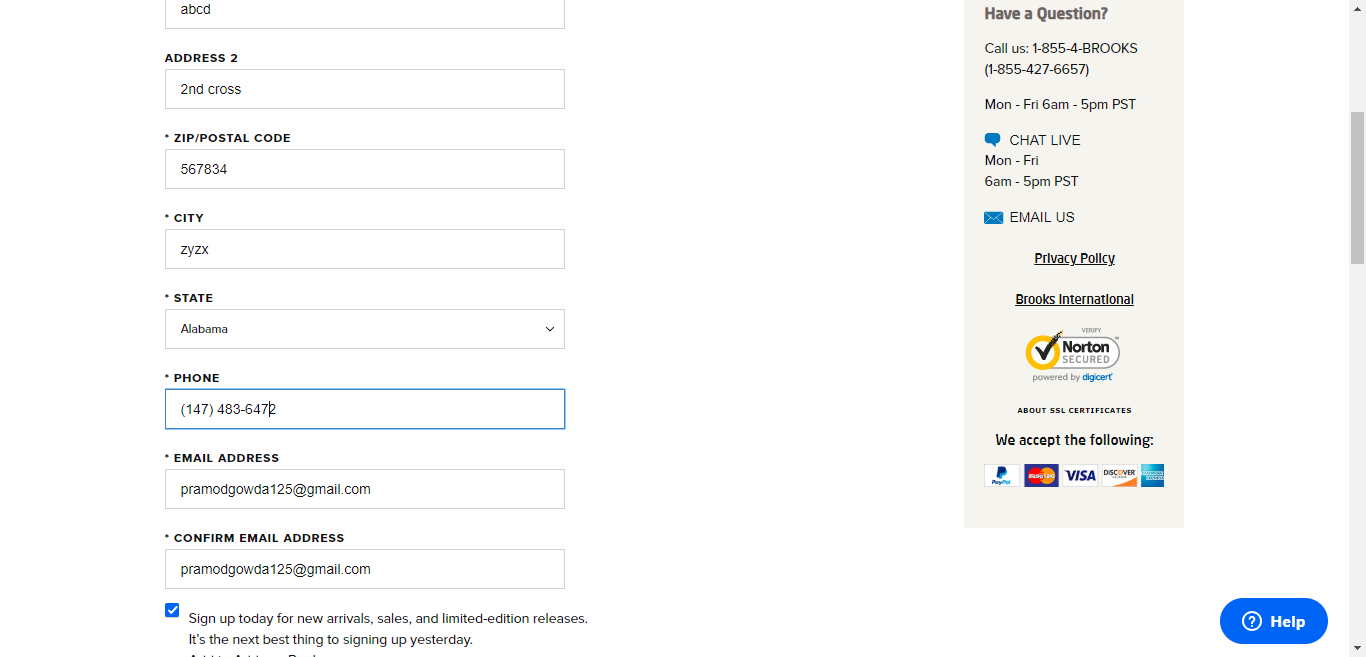 abcd
ADDRESS 2
2nd cross
* ZIP/POSTAL CODE
567834
* CITY
zyzx
* STATE
Alabama
* PHONE
(147) 483-6472
* EMAIL ADDRESS
pramodgowda125@gmail.com
* CONFIRM EMAIL ADDRESS
pramodgowda125@gmail.com
Sign up today for new arrivals, sales, and limited-edition releases.
It's the next best thing to signing up yesterday.
Have a Question?
Call us: 1-855-4-BROOKS
(1-855-427-6657)
Mon - Fri 6am - 5pm PST
CHAT LIVE
Mon - Fri
6am - 5pm PST
EMAIL US
Privacy Policy
Brooks International
VERIFY
Norton
SECURED
powered by digicert
ABOUT SSL CERTIFICATES
We accept the following:
PayPal
MasterCard
VISA
DISCOVER
Help